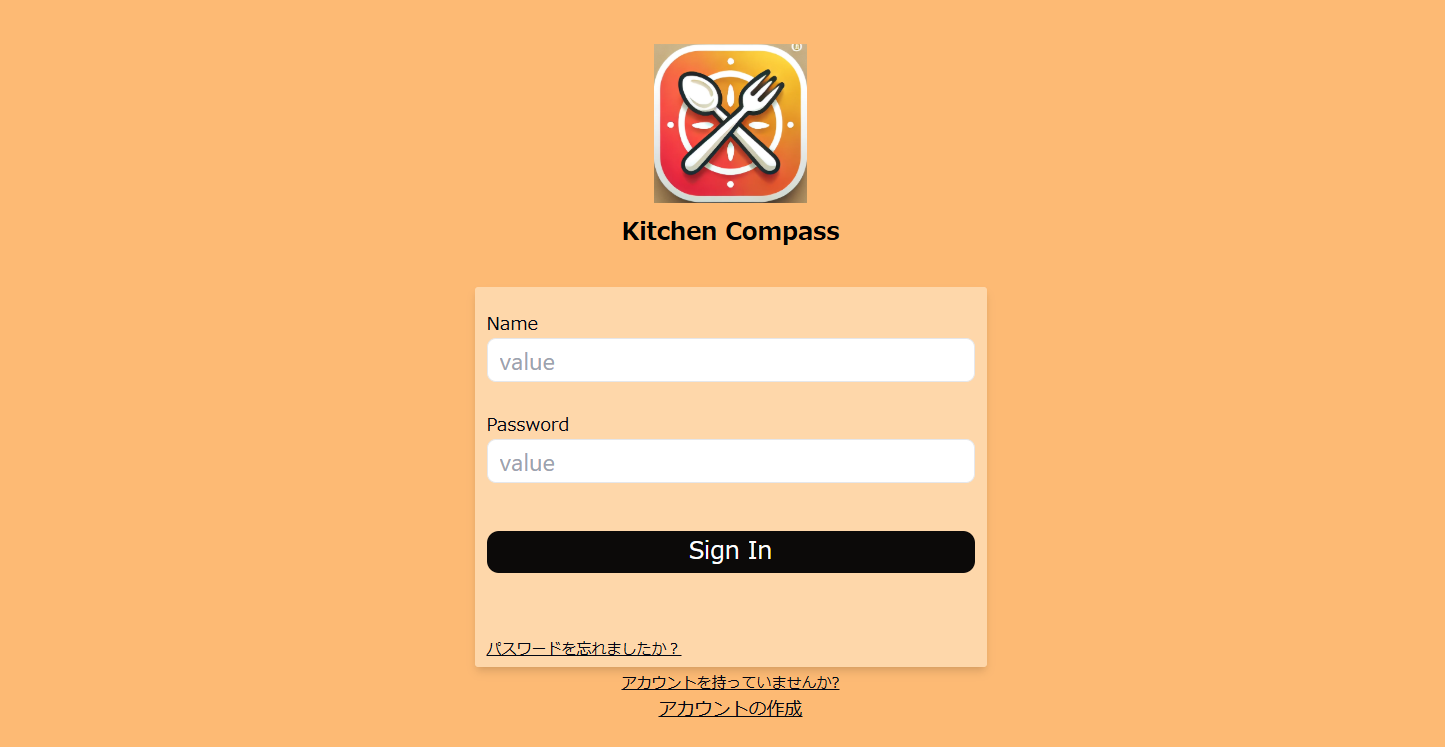 Kitchen Compass
Name
value
Password
value
Sign In
パスワードを忘れましたか？
アカウントを持っていませんか?
アカウントの作成